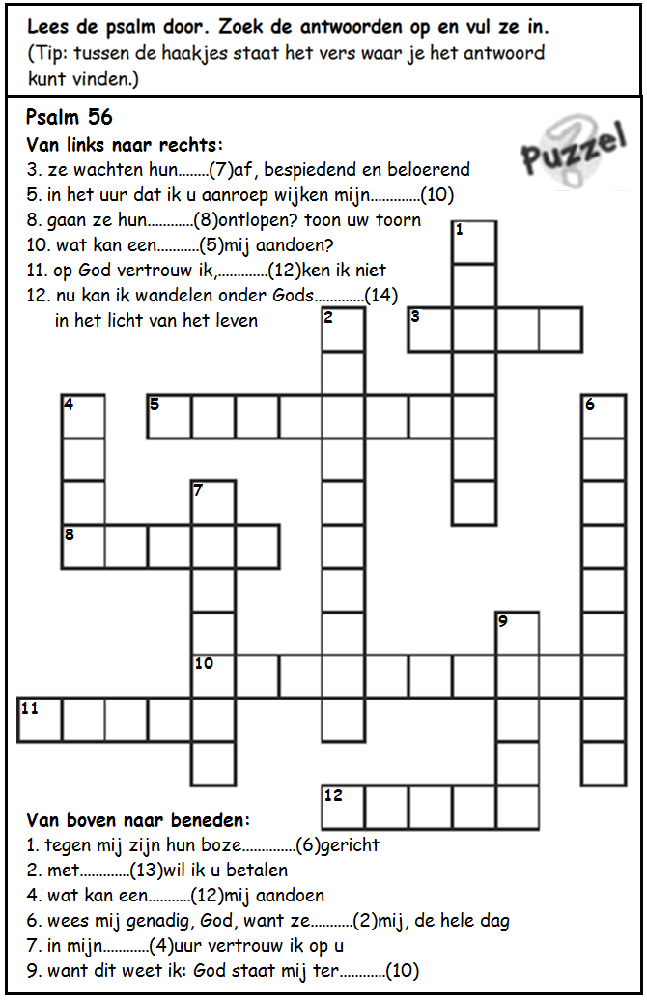 Lees de psalm door. Zoek de antwoorden op en vul ze in.
(Tip: tussen de haakjes staat het vers waar je het antwoord
kunt vinden.)
Psalm 56
Puzzel
Van links naar rechts:
3. ze wachten hun........(7)af, bespiedend en beloerend
5. in het uur dat ik u aanroep wijken mijn.............(10)
8. gaan ze hun............(8)ontlopen? toon uw toorn
10. wat kan een...........(5)mij aandoen?
11. op God vertrouw ik,.............(12)ken ik niet
12. nu kan ik wandelen onder Gods.............(14)
in het licht van het leven
1
2
3
4
5
6
7
8
9
10
11
12
Van boven naar beneden:
1. tegen mij zijn hun boze..............(6)gericht
2. met.............(13)wil ik u betalen
4. wat kan een...........(12)mij aandoen
6. wees mij genadig, God, want ze...........(2)mij, de hele dag
7. in mijn............(4)uur vertrouw ik op u
9. want dit weet ik: God staat mij ter............(10)